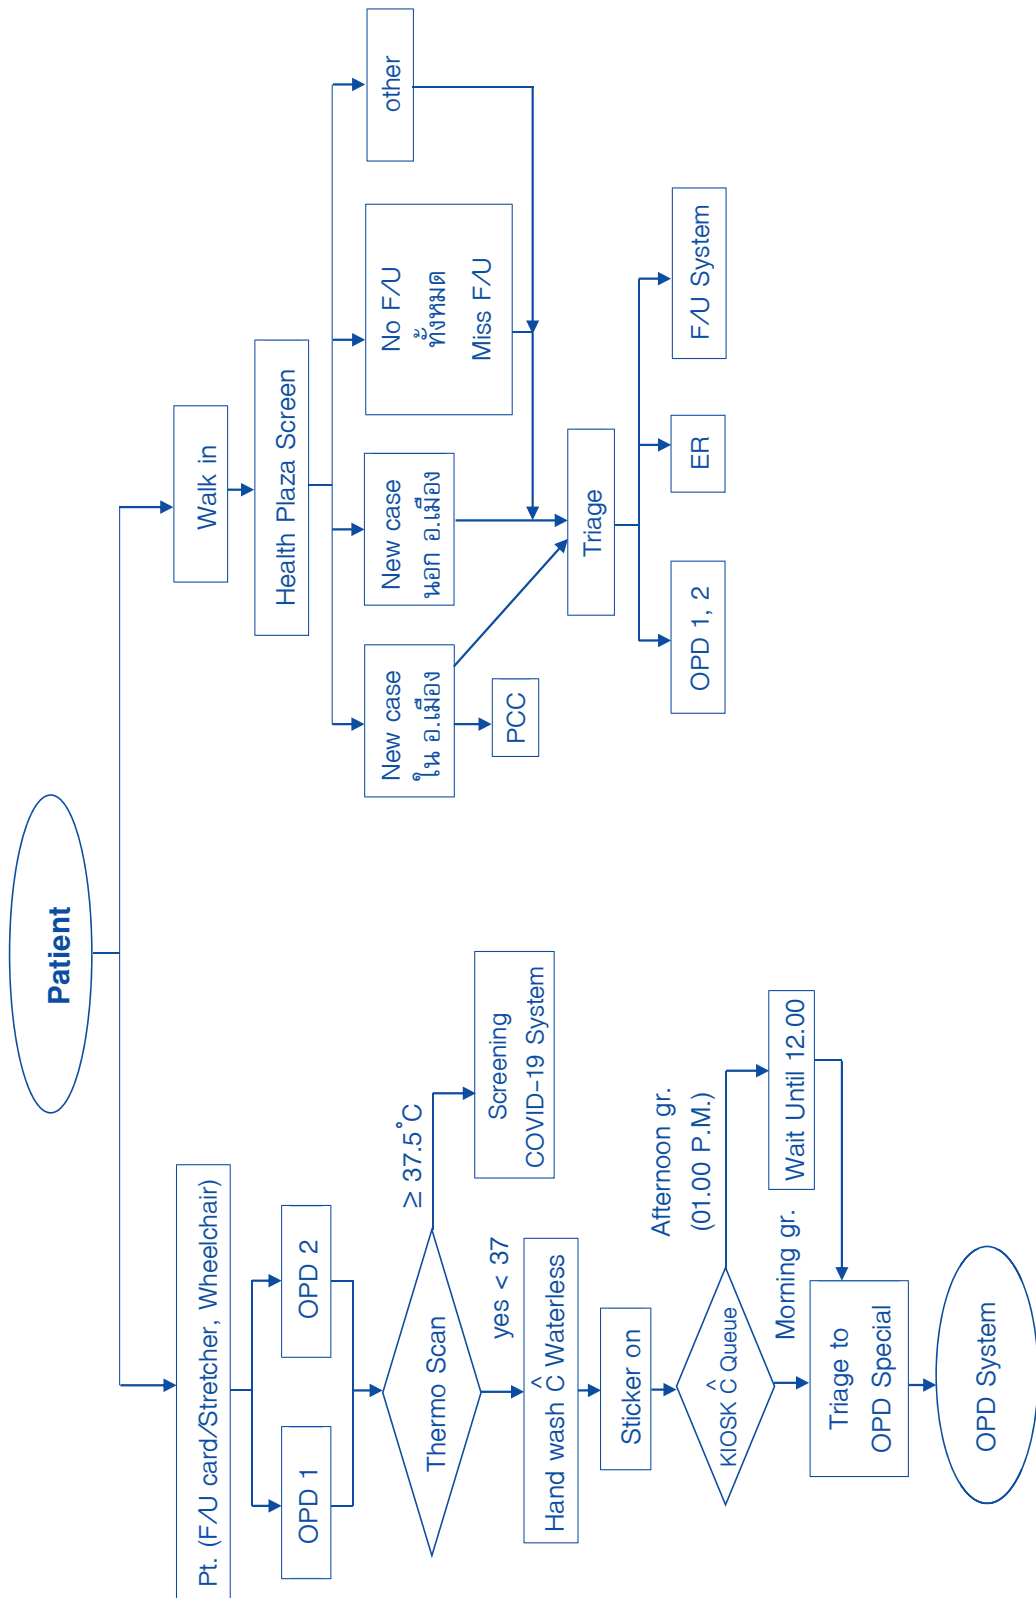 Patient
Pt. (F/U card/Stretcher, Wheelchair)
OPD 1
OPD 2
Thermo Scan
≥ 37.5 ํC
Screening
COVID-19 System
yes < 37
Hand wash Ĉ Waterless
Sticker on
KIOSK Ĉ Queue
Afternoon gr.
(01.00 P.M.)
Wait Until 12.00
Morning gr.
Triage to
OPD Special
OPD System
Walk in
Health Plaza Screen
New case
ใน อ.เมือง
PCC
New case
นอก อ.เมือง
No F/U
ทั้งหมด
Miss F/U
other
Triage
OPD 1, 2
ER
F/U System